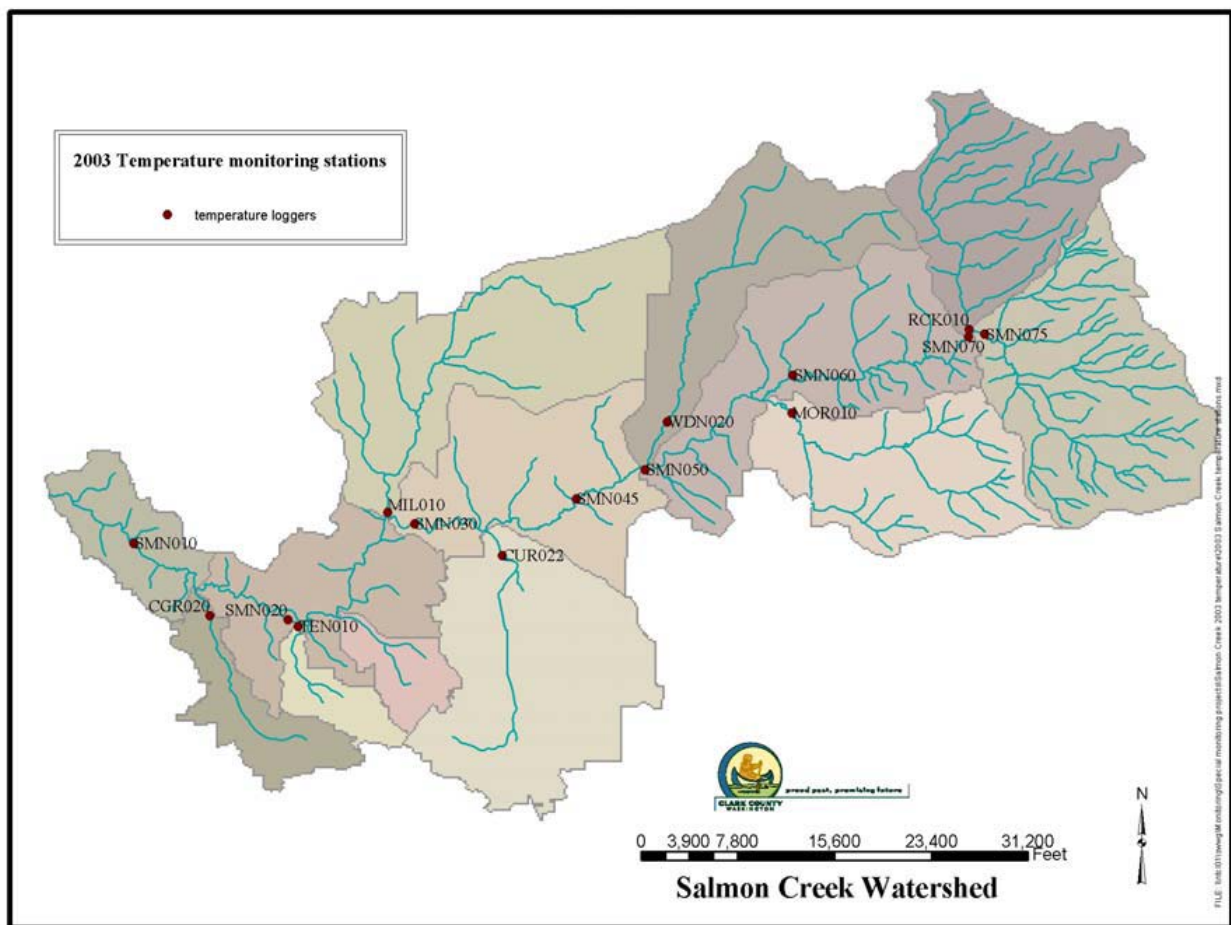 2003 Temperature monitoring stations
temperature loggers
RCK010
SMN075
SMN070
SMN060
MOR010
WDN020
SMN050
SMN045
MIL010
SMN030
CUR022
SMN010
CGR020
SMN020
TEN010
proud past, promising future
CLARK COUNTY
WASHINGTON
N
0 3,900 7,800 15,600 23,400 31,200
Feet
Salmon Creek Watershed